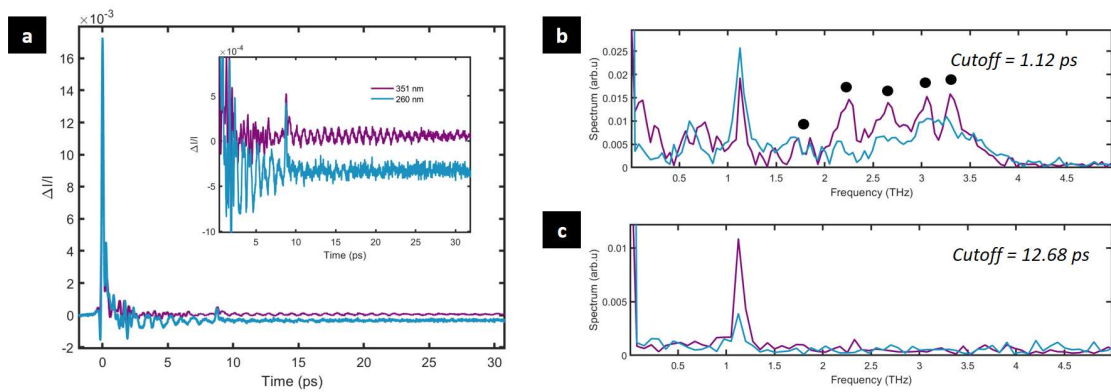 a
×10⁻³
16
14
12
10
8
6
4
2
0
-2
ΔI/I
0 5 10 15 20 25 30
Time (ps)
×10⁻⁴
5
0
-5
-10
ΔI/I
351 nm
260 nm
5 10 15 20 25 30
Time (ps)
b
Cutoff = 1.12 ps
0.025
0.02
0.015
0.01
0.005
0
Spectrum (arb.u)
0.5 1 1.5 2 2.5 3 3.5 4 4.5
Frequency (THz)
c
Cutoff = 12.68 ps
0.01
0.005
0
Spectrum (arb.u)
0.5 1 1.5 2 2.5 3 3.5 4 4.5
Frequency (THz)